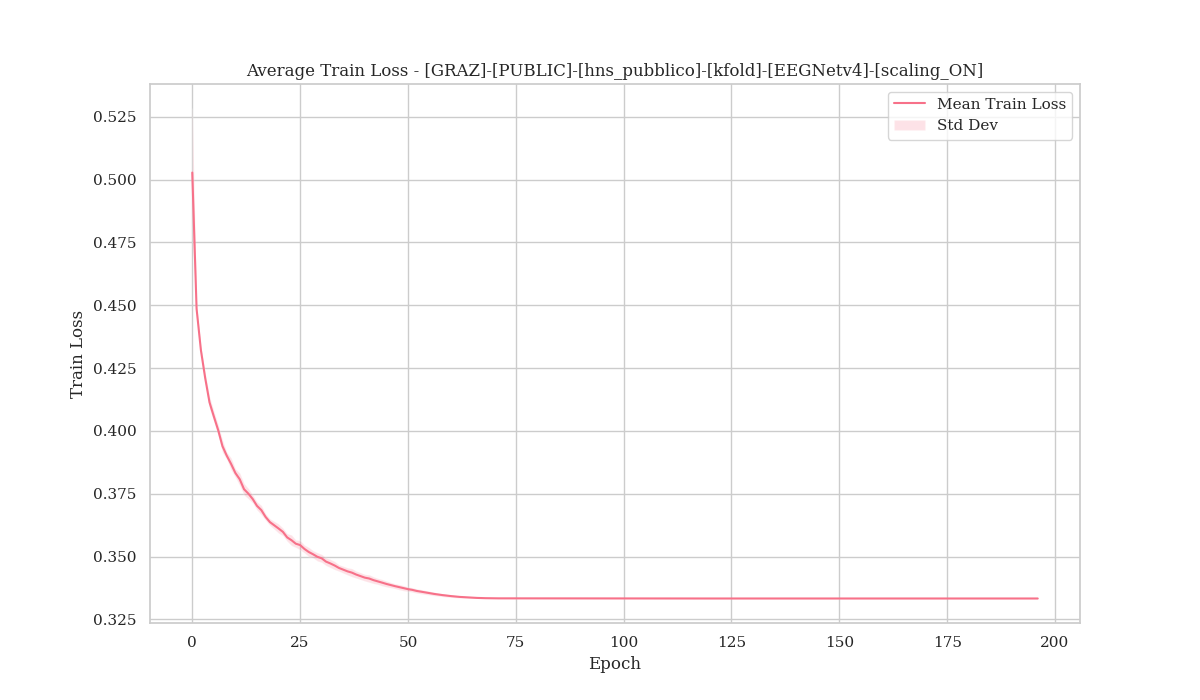 Average Train Loss - [GRAZ]-[PUBLIC]-[hns_pubblico]-[kfold]-[EEGNetv4]-[scaling_ON]
Mean Train Loss
Std Dev
0.525
0.500
0.475
0.450
0.425
0.400
0.375
0.350
0.325
Train Loss
0 25 50 75 100 125 150 175 200
Epoch